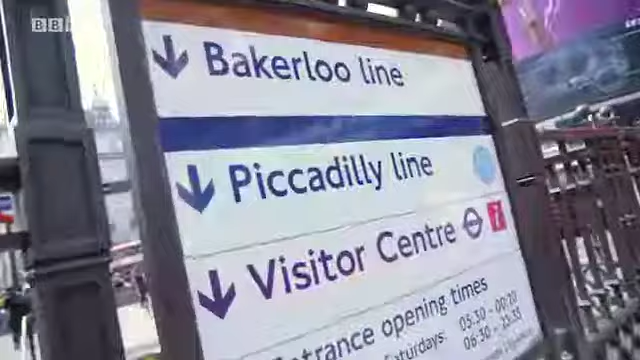 BBC
Bakerloo line
Piccadilly line
Visitor Centre
Entrance opening times
Saturdays:
05:30 - 00:20
06:30 - 23:35